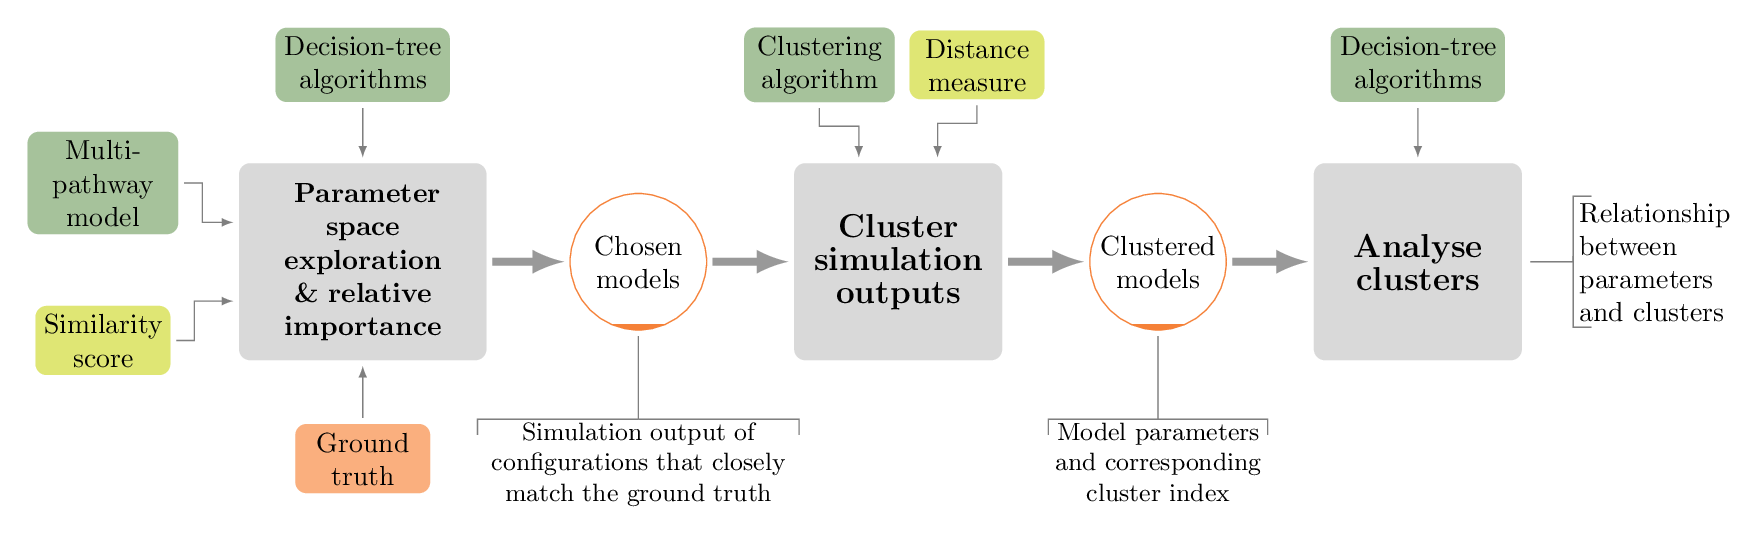 Decision-tree
algorithms
Clustering
algorithm
Distance
measure
Decision-tree
algorithms
Multi-
pathway
model
Similarity
score
Parameter
space
exploration
& relative
importance
Chosen
models
Cluster
simulation
outputs
Clustered
models
Analyse
clusters
Relationship
between
parameters
and clusters
Ground
truth
Simulation output of
configurations that closely
match the ground truth
Model parameters
and corresponding
cluster index